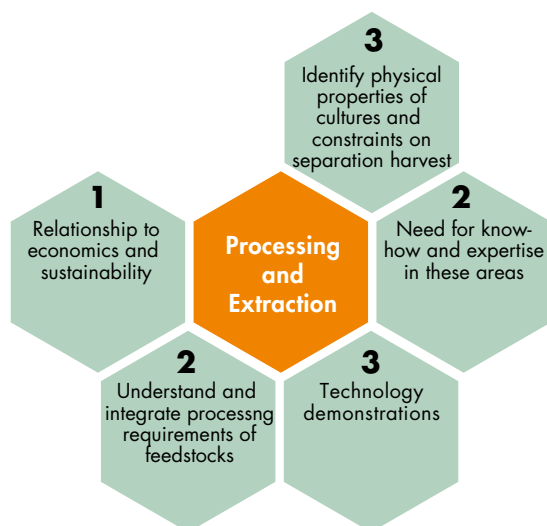 3
Identify physical
properties of
cultures and
constraints on
separation harvest
1
Relationship to
economics and
sustainability
Processing
and
Extraction
2
Need for know-
how and expertise
in these areas
2
Understand and
integrate processng
requirements of
feedstocks
3
Technology
demonstrations